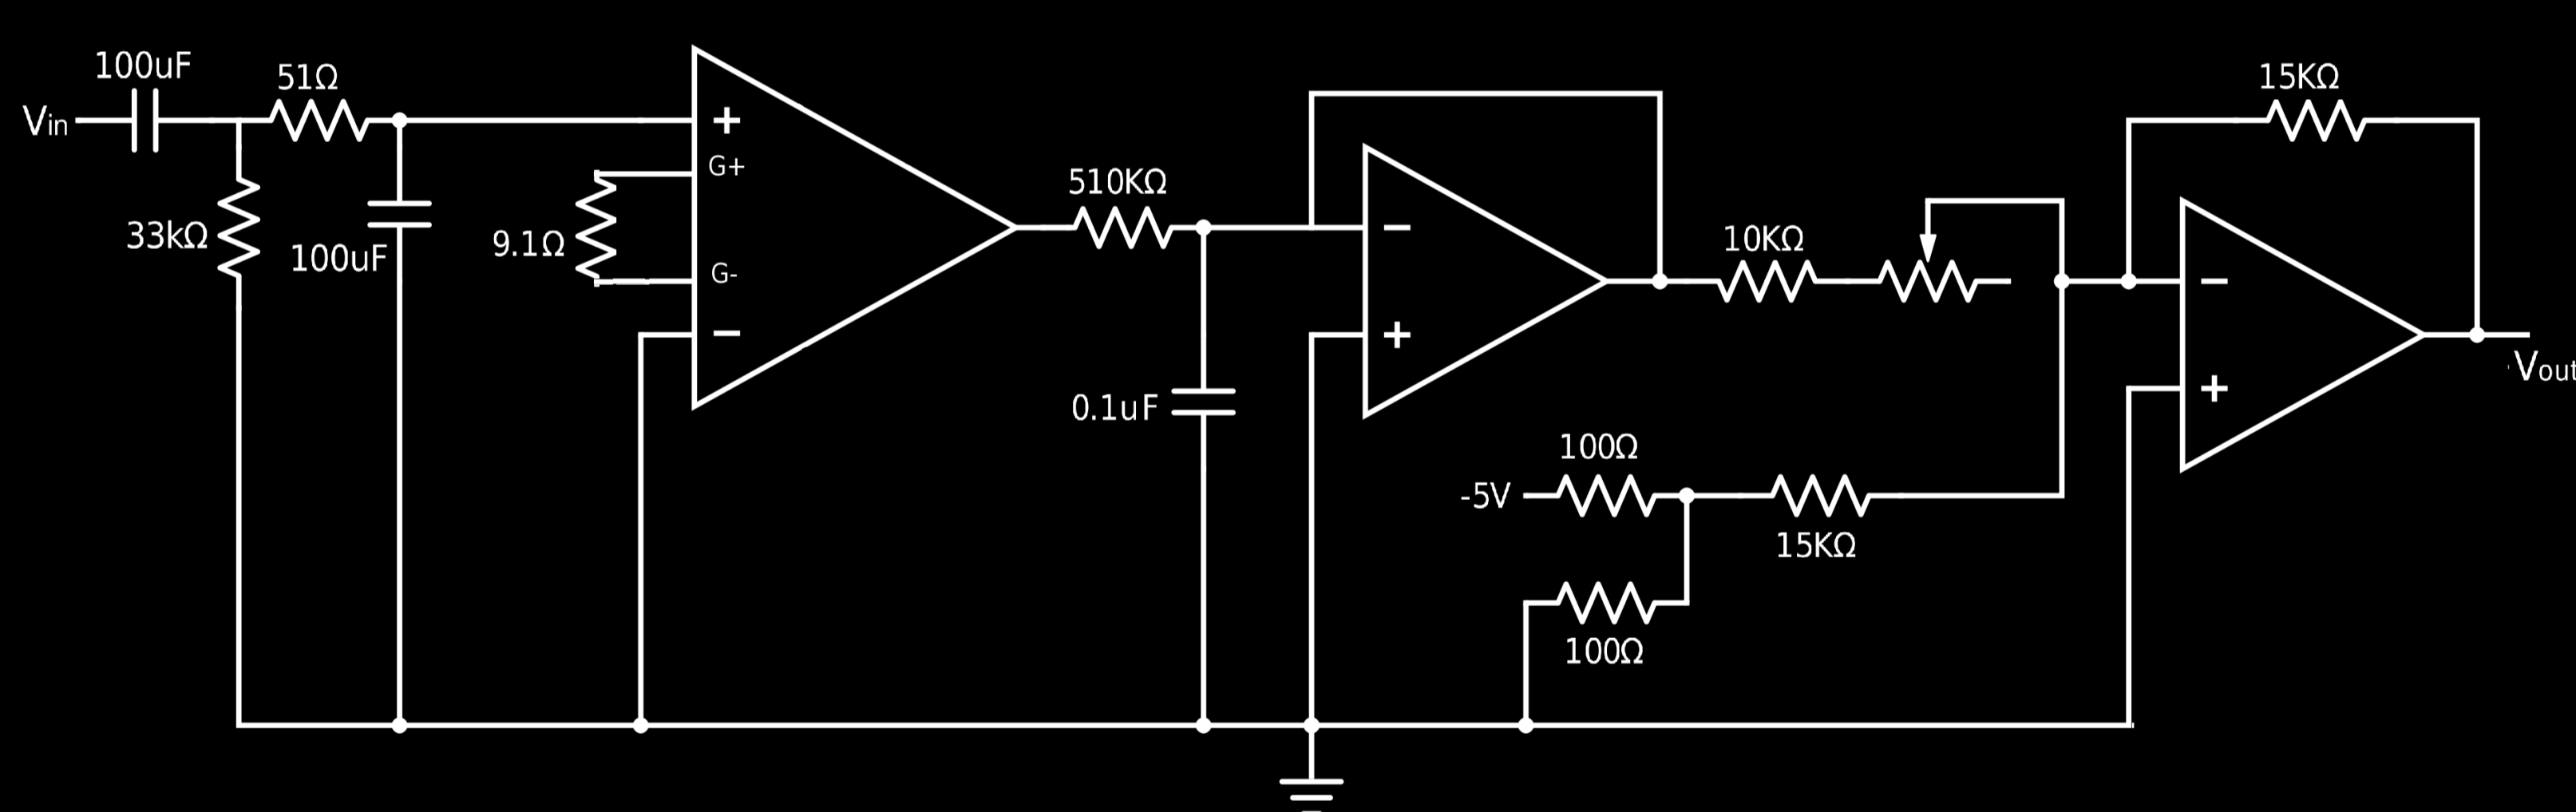 100uF
51Ω
Vin
33kΩ
100uF
9.1Ω
+
G+
G-
−
510KΩ
0.1uF
−
+
10KΩ
15KΩ
−
+
Vout
100Ω
-5V
15KΩ
100Ω